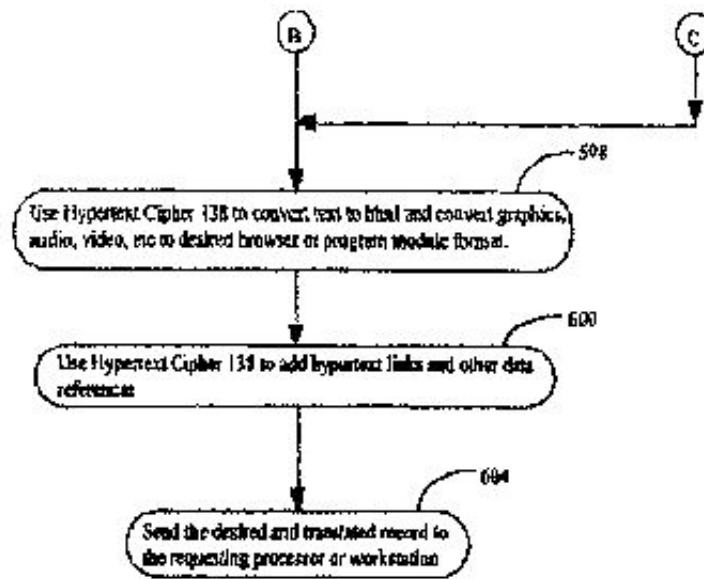 B
C
598
Use Hypertext Cipher 138 to convert text to html and convert graphics,
audio, video, etc to desired browser or program module format.
600
Use Hypertext Cipher 138 to add hypertext links and other data
references
604
Send the desired and translated record to
the requesting processor or workstation